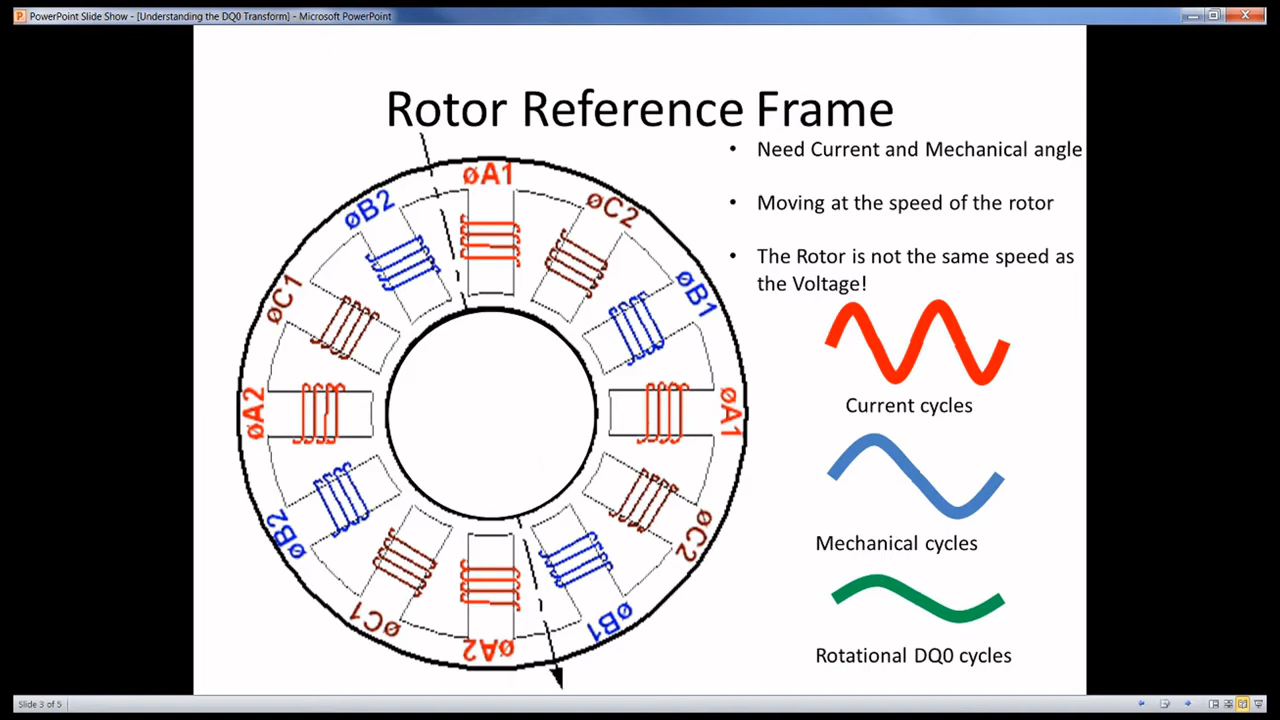 PowerPoint Slide Show - [Understanding the DQ0 Transform] - Microsoft PowerPoint
Rotor Reference Frame
• Need Current and Mechanical angle
• Moving at the speed of the rotor
• The Rotor is not the same speed as
the Voltage!
øA1
øC2
øB1
øA1
øC2
øB1
øA2
øC1
øB2
øA2
øC1
øB2
Current cycles
Mechanical cycles
Rotational DQ0 cycles
Slide 3 of 5